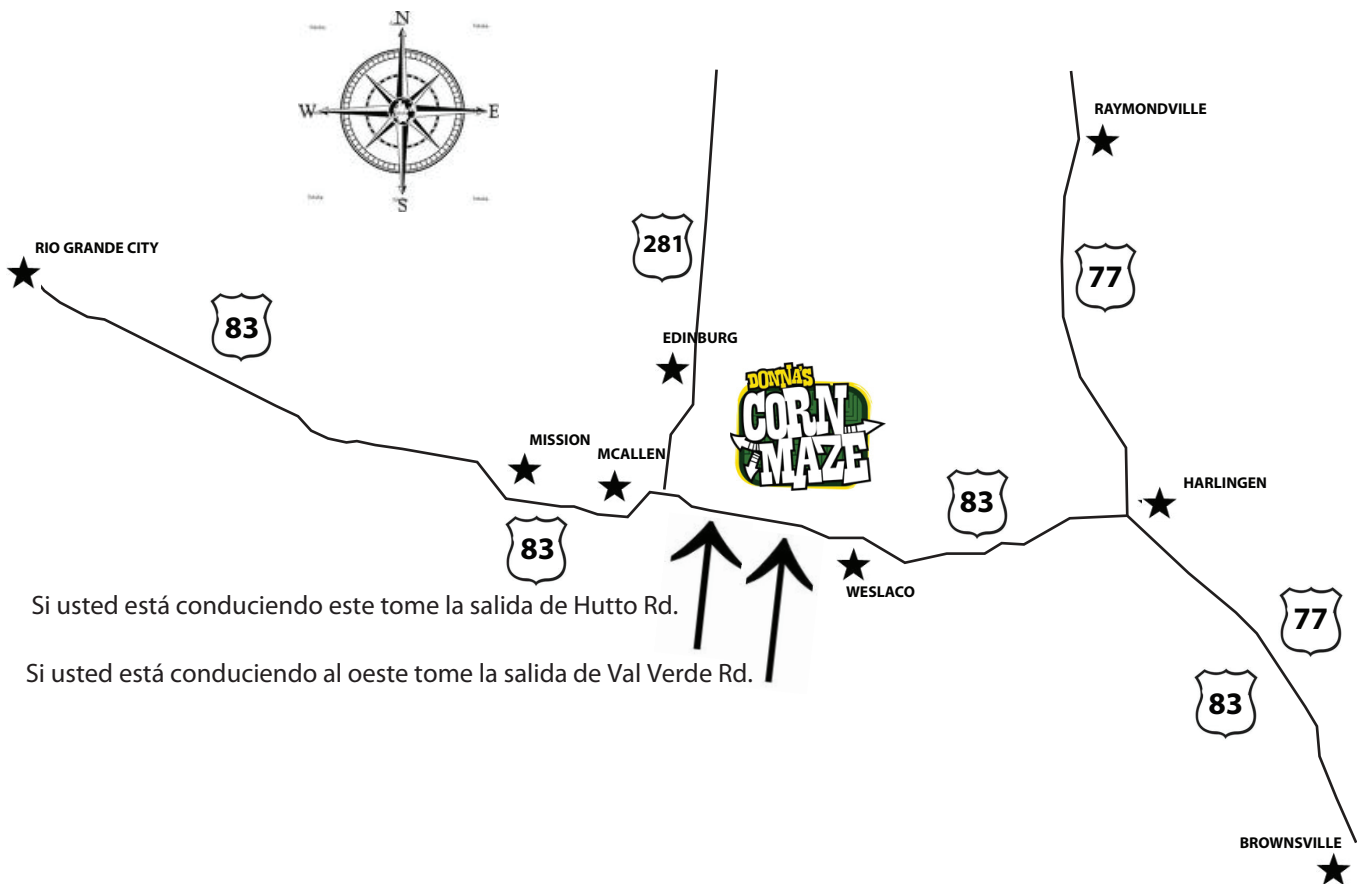 N
W
E
S
RAYMONDVILLE
RIO GRANDE CITY
281
77
83
EDINBURG
DONNA'S
CORN
MAZE
MISSION
MCALLEN
83
HARLINGEN
83
WESLACO
Si usted está conduciendo este tome la salida de Hutto Rd.
77
Si usted está conduciendo al oeste tome la salida de Val Verde Rd.
83
BROWNSVILLE